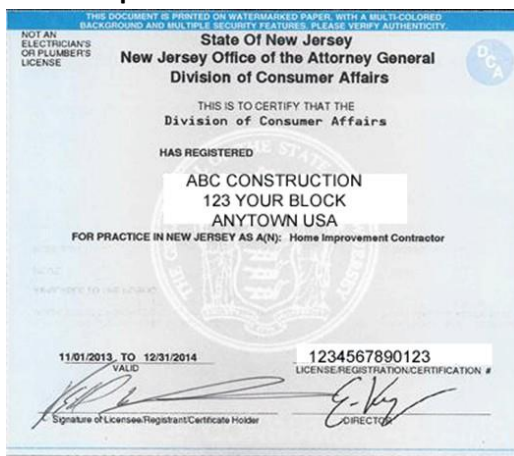 THIS DOCUMENT IS PRINTED ON WATERMARKED PAPER, WITH A MULTI-COLORED
BACKGROUND AND MULTIPLE SECURITY FEATURES. PLEASE VERIFY AUTHENTICITY.
NOT AN
ELECTRICIAN'S
OR PLUMBER'S
LICENSE
State Of New Jersey
New Jersey Office of the Attorney General
Division of Consumer Affairs
DCA
THIS IS TO CERTIFY THAT THE
Division of Consumer Affairs
HAS REGISTERED
ABC CONSTRUCTION
123 YOUR BLOCK
ANYTOWN USA
FOR PRACTICE IN NEW JERSEY AS A(N): Home Improvement Contractor
11/01/2013 TO 12/31/2014
VALID
1234567890123
LICENSE/REGISTRATION/CERTIFICATION #
Signature of Licensee/Registrant/Certificate Holder
DIRECTOR